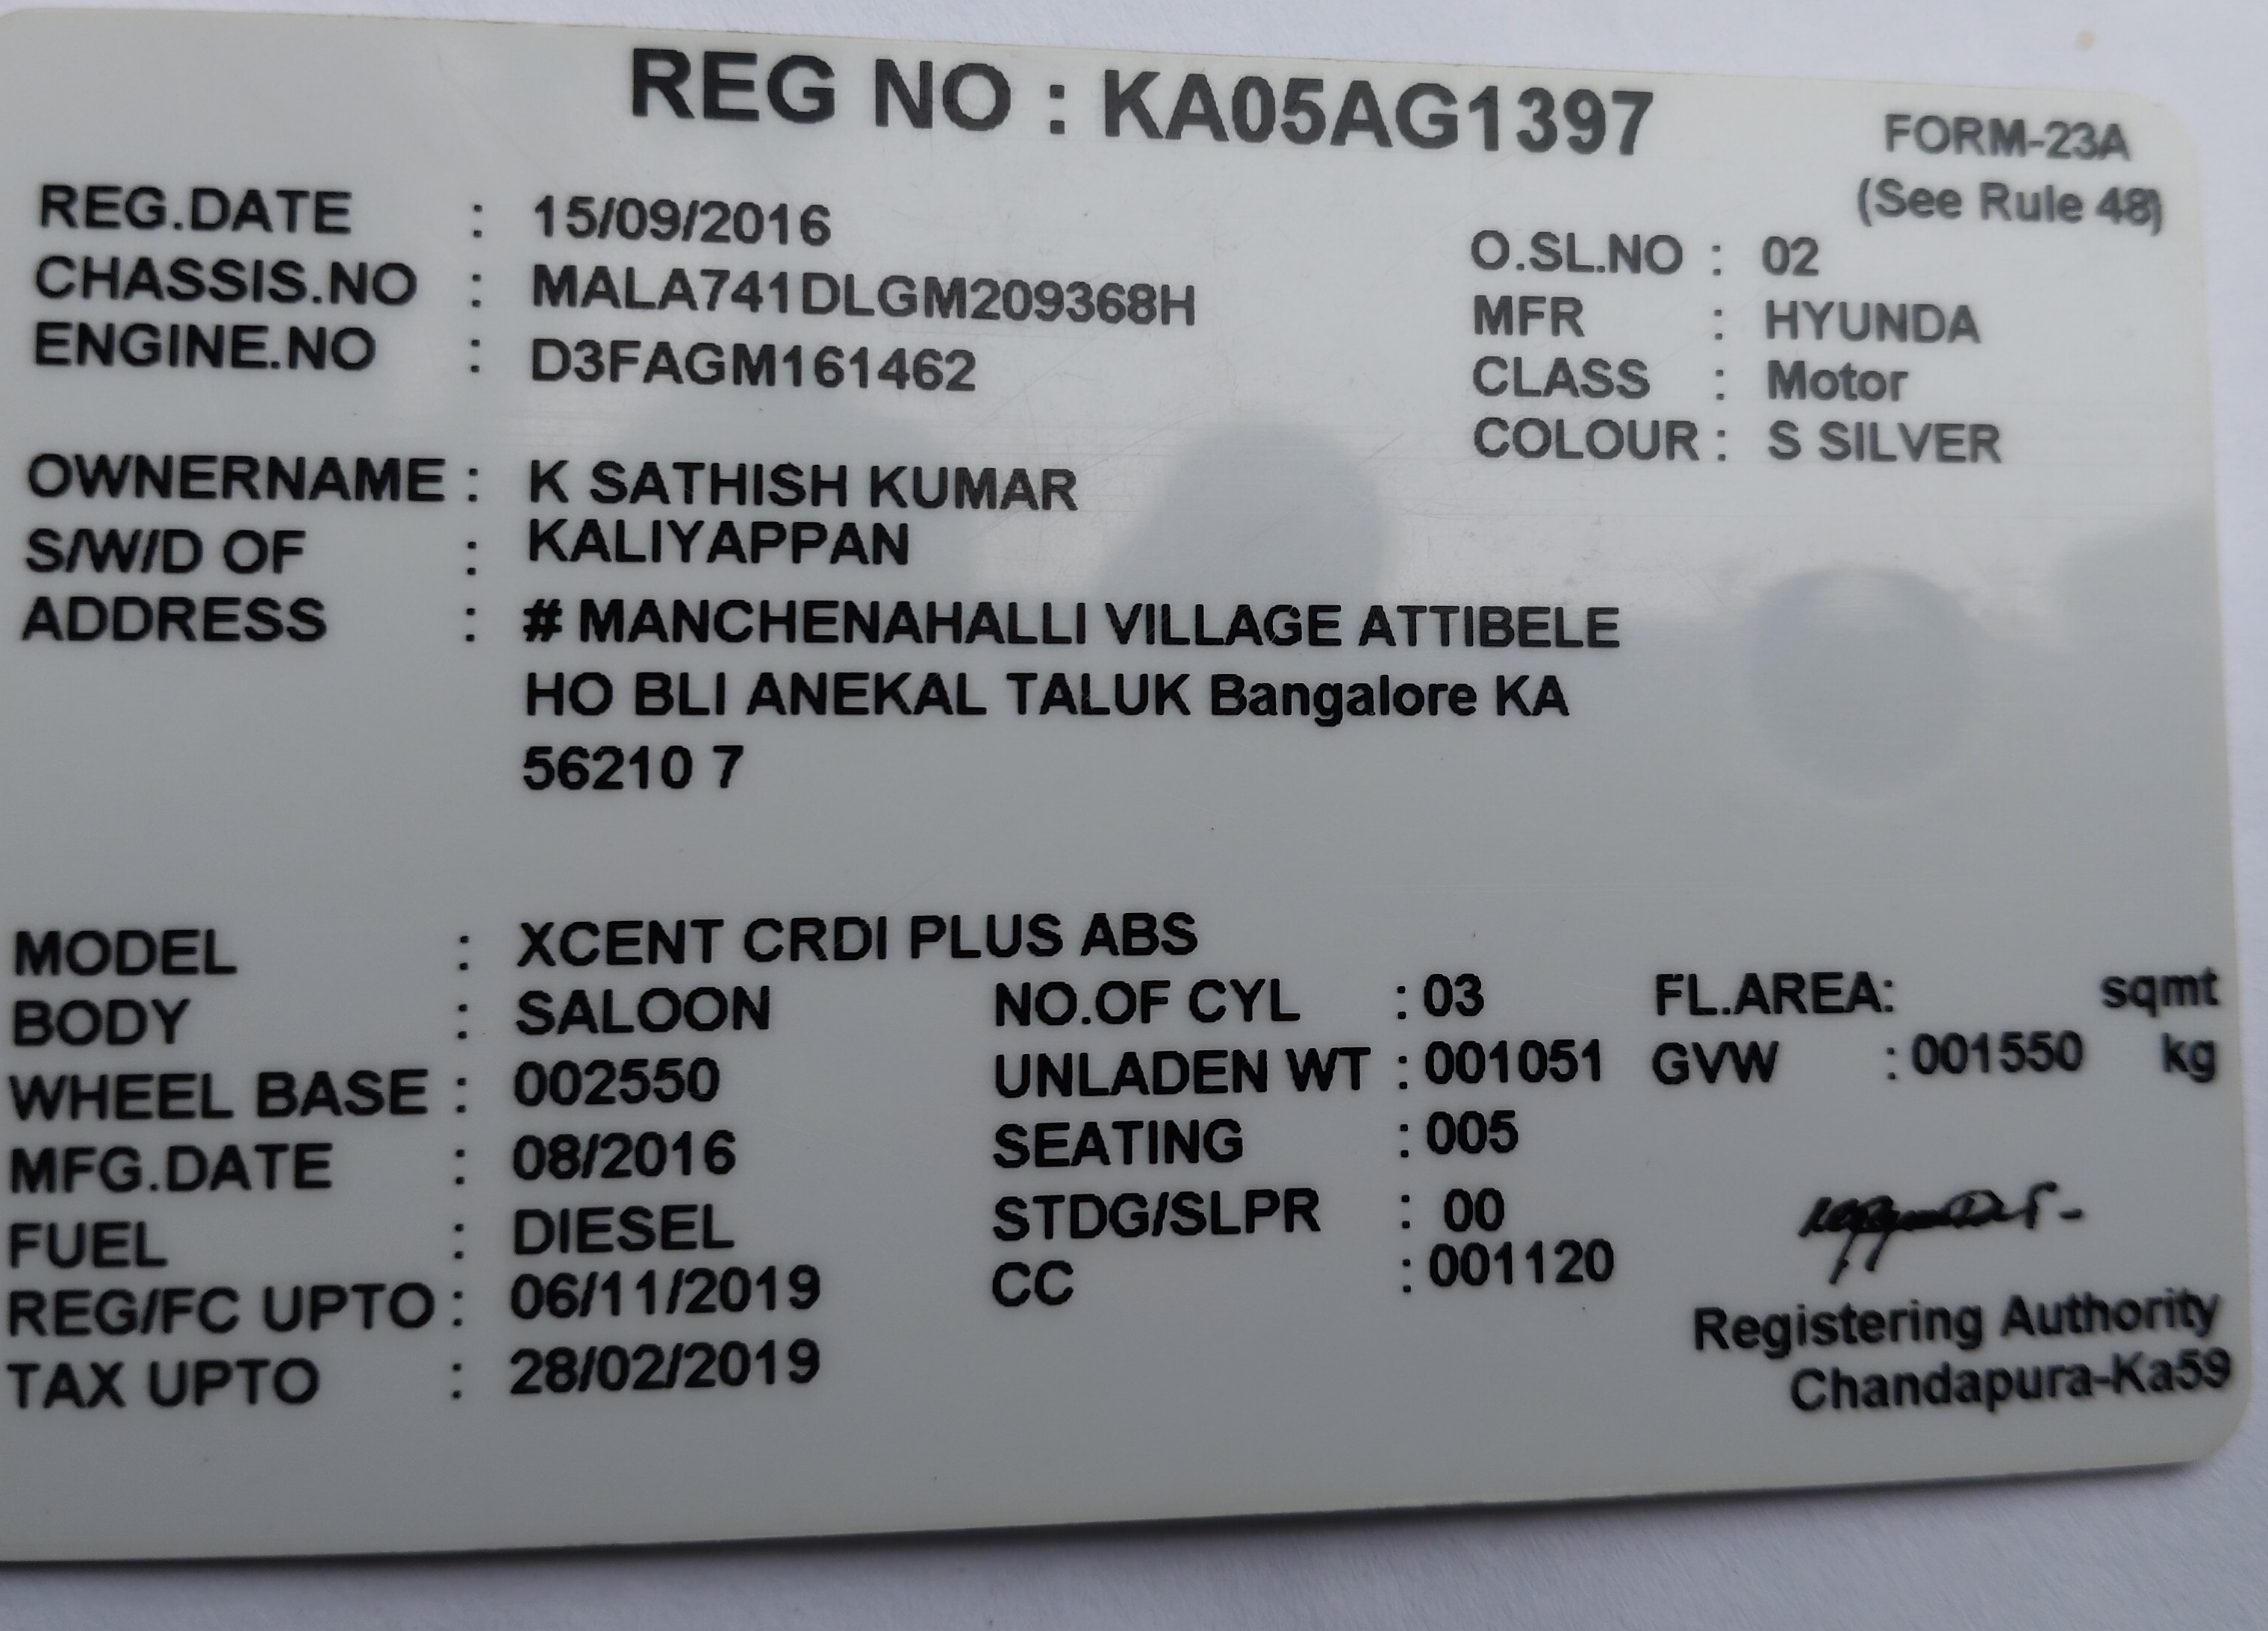 REG NO : KA05AG1397
FORM-23A
(See Rule 48)
REG.DATE : 15/09/2016
O.SL.NO : 02
CHASSIS.NO : MALA741DLGM209368H
MFR : HYUNDA
ENGINE.NO : D3FAGM161462
CLASS : Motor
COLOUR : S SILVER
OWNERNAME : K SATHISH KUMAR
S/W/D OF : KALIYAPPAN
ADDRESS : # MANCHENAHALLI VILLAGE ATTIBELE
HO BLI ANEKAL TALUK Bangalore KA
56210 7
MODEL : XCENT CRDI PLUS ABS
BODY : SALOON NO.OF CYL : 03 FL.AREA: sqmt
WHEEL BASE : 002550 UNLADEN WT : 001051 GVW : 001550 kg
MFG.DATE : 08/2016 SEATING : 005
FUEL : DIESEL STDG/SLPR : 00
REG/FC UPTO : 06/11/2019 CC : 001120
TAX UPTO : 28/02/2019
Registering Authority
Chandapura-Ka59